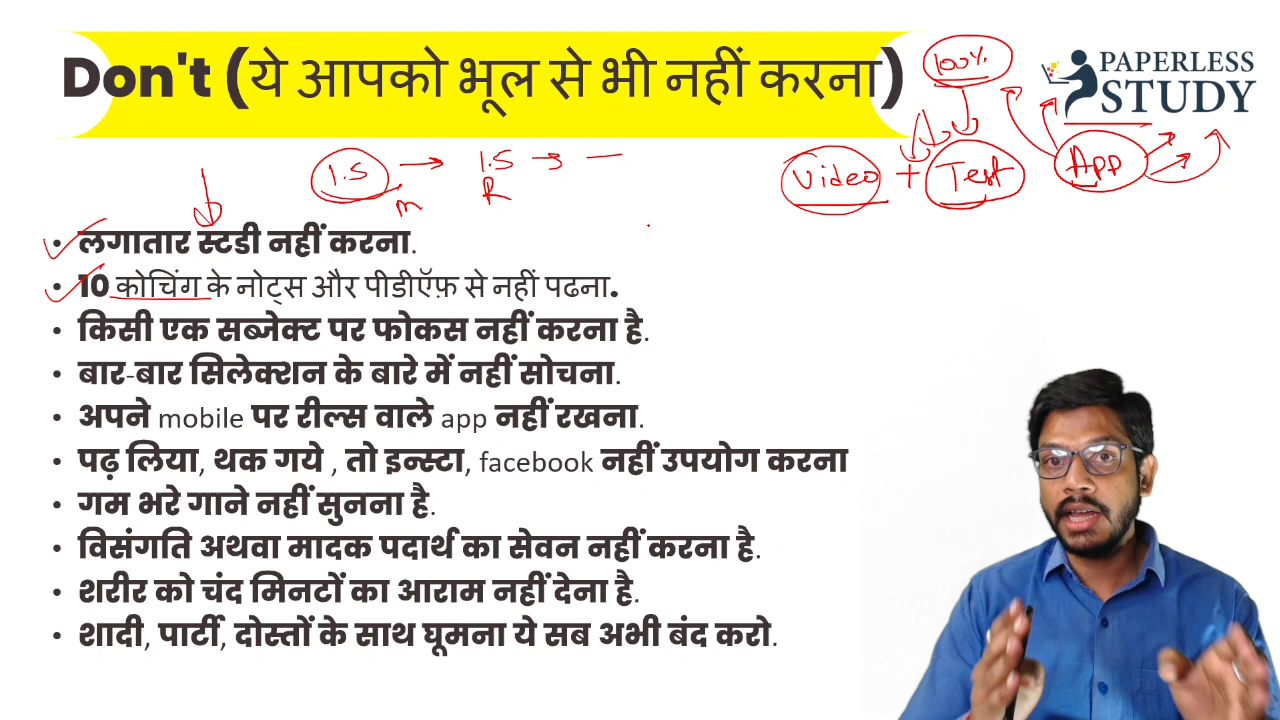 Don't (ये आपको भूल से भी नहीं करना)
100%
PAPERLESS
STUDY
1.5 → 1.5 → —
m R
Video + Test
App
• लगातार स्टडी नहीं करना.
• 10 कोचिंग के नोट्स और पीडीऍफ़ से नहीं पढना.
• किसी एक सब्जेक्ट पर फोकस नहीं करना है.
• बार-बार सिलेक्शन के बारे में नहीं सोचना.
• अपने mobile पर रील्स वाले app नहीं रखना.
• पढ़ लिया, थक गये , तो इन्स्टा, facebook नहीं उपयोग करना
• गम भरे गाने नहीं सुनना है.
• विसंगति अथवा मादक पदार्थ का सेवन नहीं करना है.
• शरीर को चंद मिनटों का आराम नहीं देना है.
• शादी, पार्टी, दोस्तों के साथ घूमना ये सब अभी बंद करो.